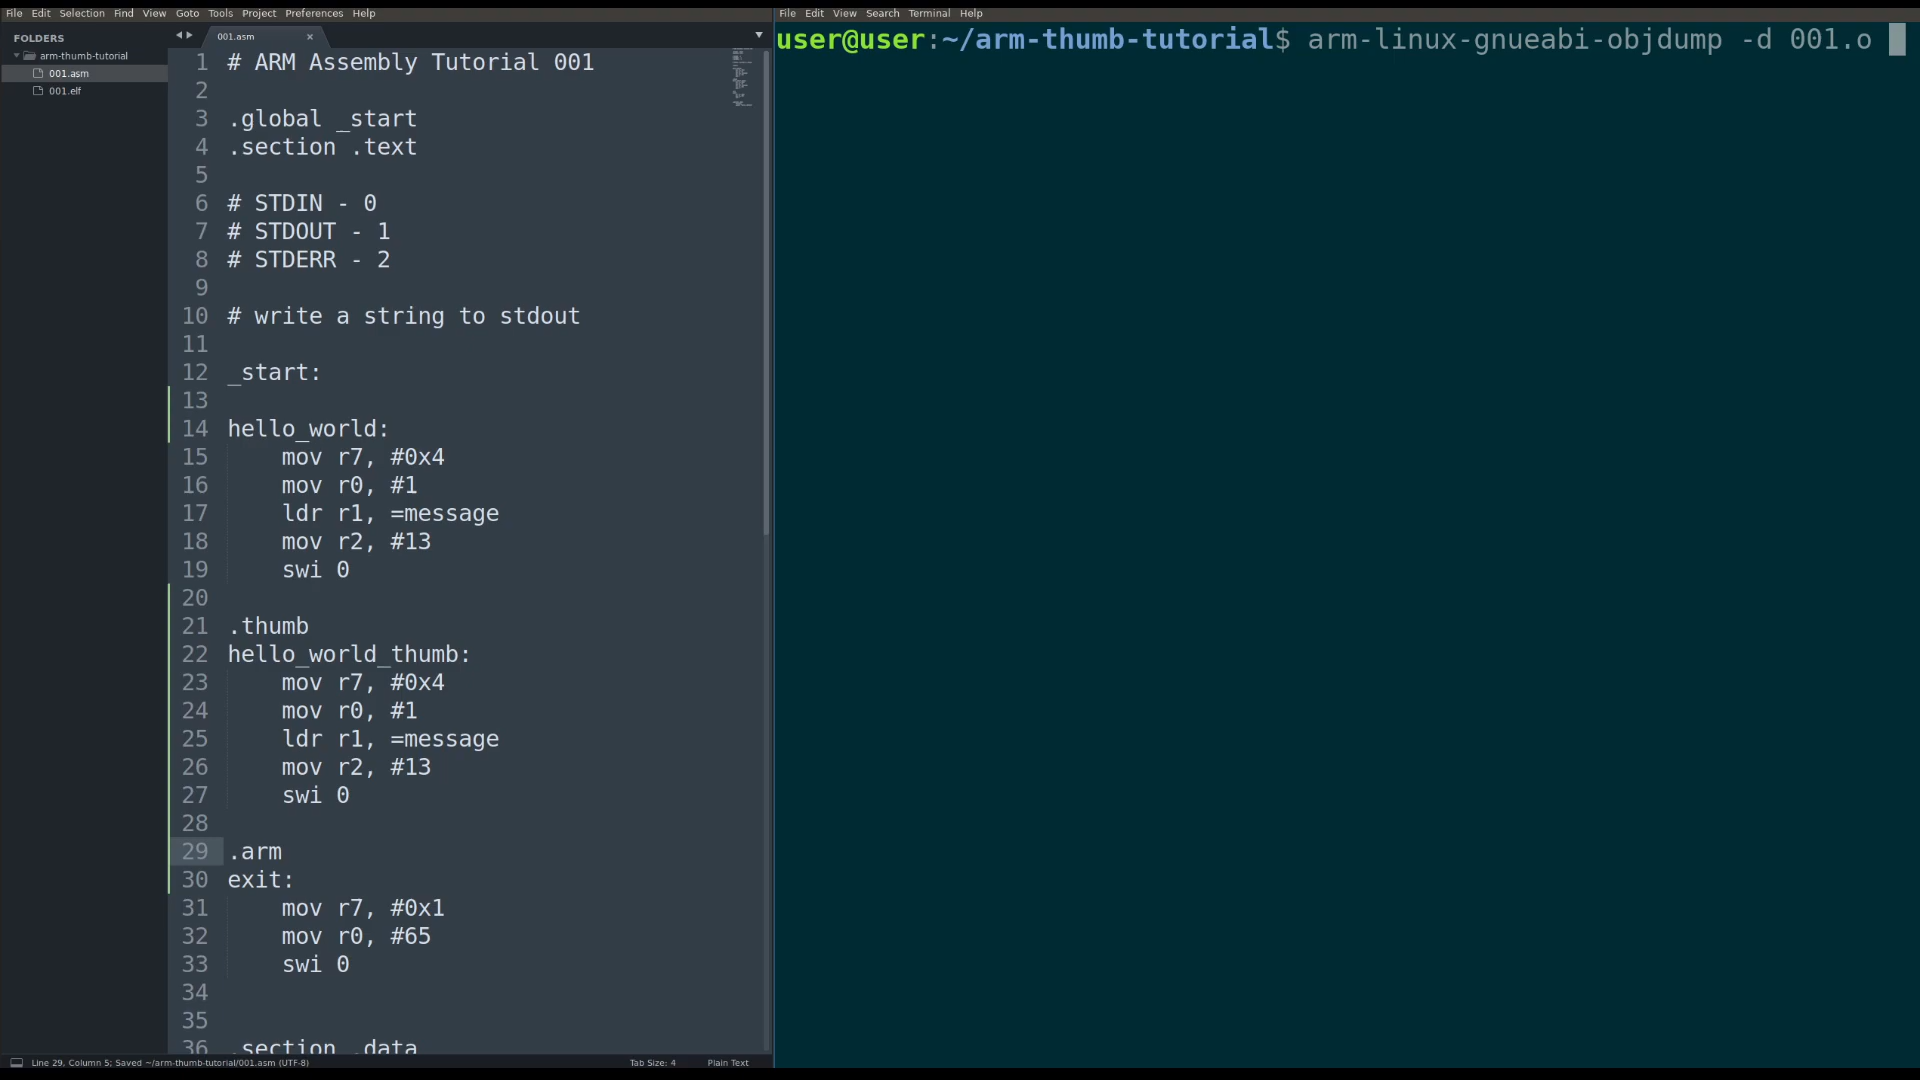 File Edit Selection Find View Goto Tools Project Preferences Help
FOLDERS
arm-thumb-tutorial
001.asm
001.elf
001.asm
1 # ARM Assembly Tutorial 001
2
3 .global _start
4 .section .text
5
6 # STDIN - 0
7 # STDOUT - 1
8 # STDERR - 2
9
10 # write a string to stdout
11
12 _start:
13
14 hello_world:
15 mov r7, #0x4
16 mov r0, #1
17 ldr r1, =message
18 mov r2, #13
19 swi 0
20
21 .thumb
22 hello_world_thumb:
23 mov r7, #0x4
24 mov r0, #1
25 ldr r1, =message
26 mov r2, #13
27 swi 0
28
29 .arm
30 exit:
31 mov r7, #0x1
32 mov r0, #65
33 swi 0
34
35
36 .section .data
Line 29, Column 5; Saved ~/arm-thumb-tutorial/001.asm (UTF-8) Tab Size: 4 Plain Text
File Edit View Search Terminal Help
user@user:~/arm-thumb-tutorial$ arm-linux-gnueabi-objdump -d 001.o